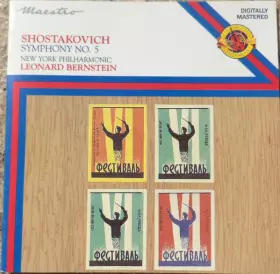 Maestro
DIGITALLY
MASTERED
SHOSTAKOVICH
SYMPHONY NO. 5
NEW YORK PHILHARMONIC
LEONARD BERNSTEIN
ФЕСТИВАЛЬ
ФЕСТИВАЛЬ
ФЕСТИВАЛЬ
ФЕСТИВАЛЬ